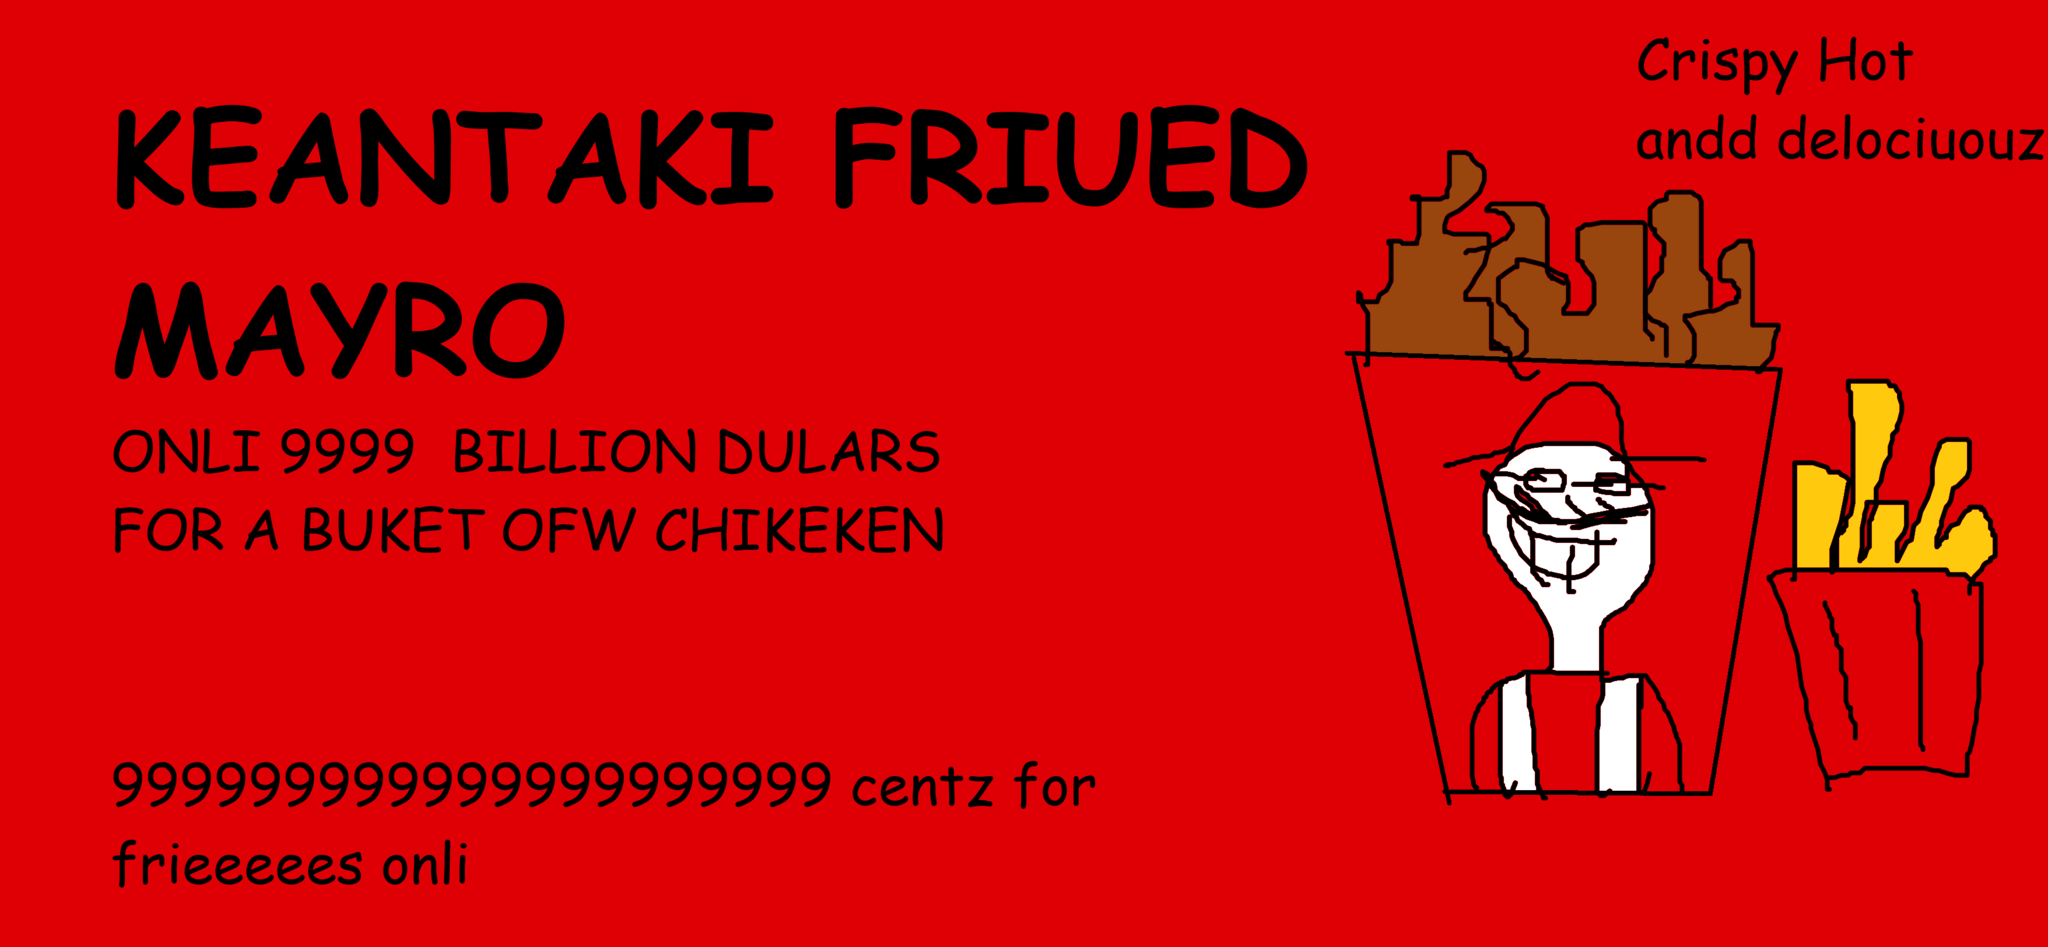 Crispy Hot
andd delociuouz
KEANTAKI FRIUED
MAYRO
ONLI 9999  BILLION DULARS
FOR A BUKET OFW CHIKEKEN
999999999999999999999 centz for
frieeeees onli